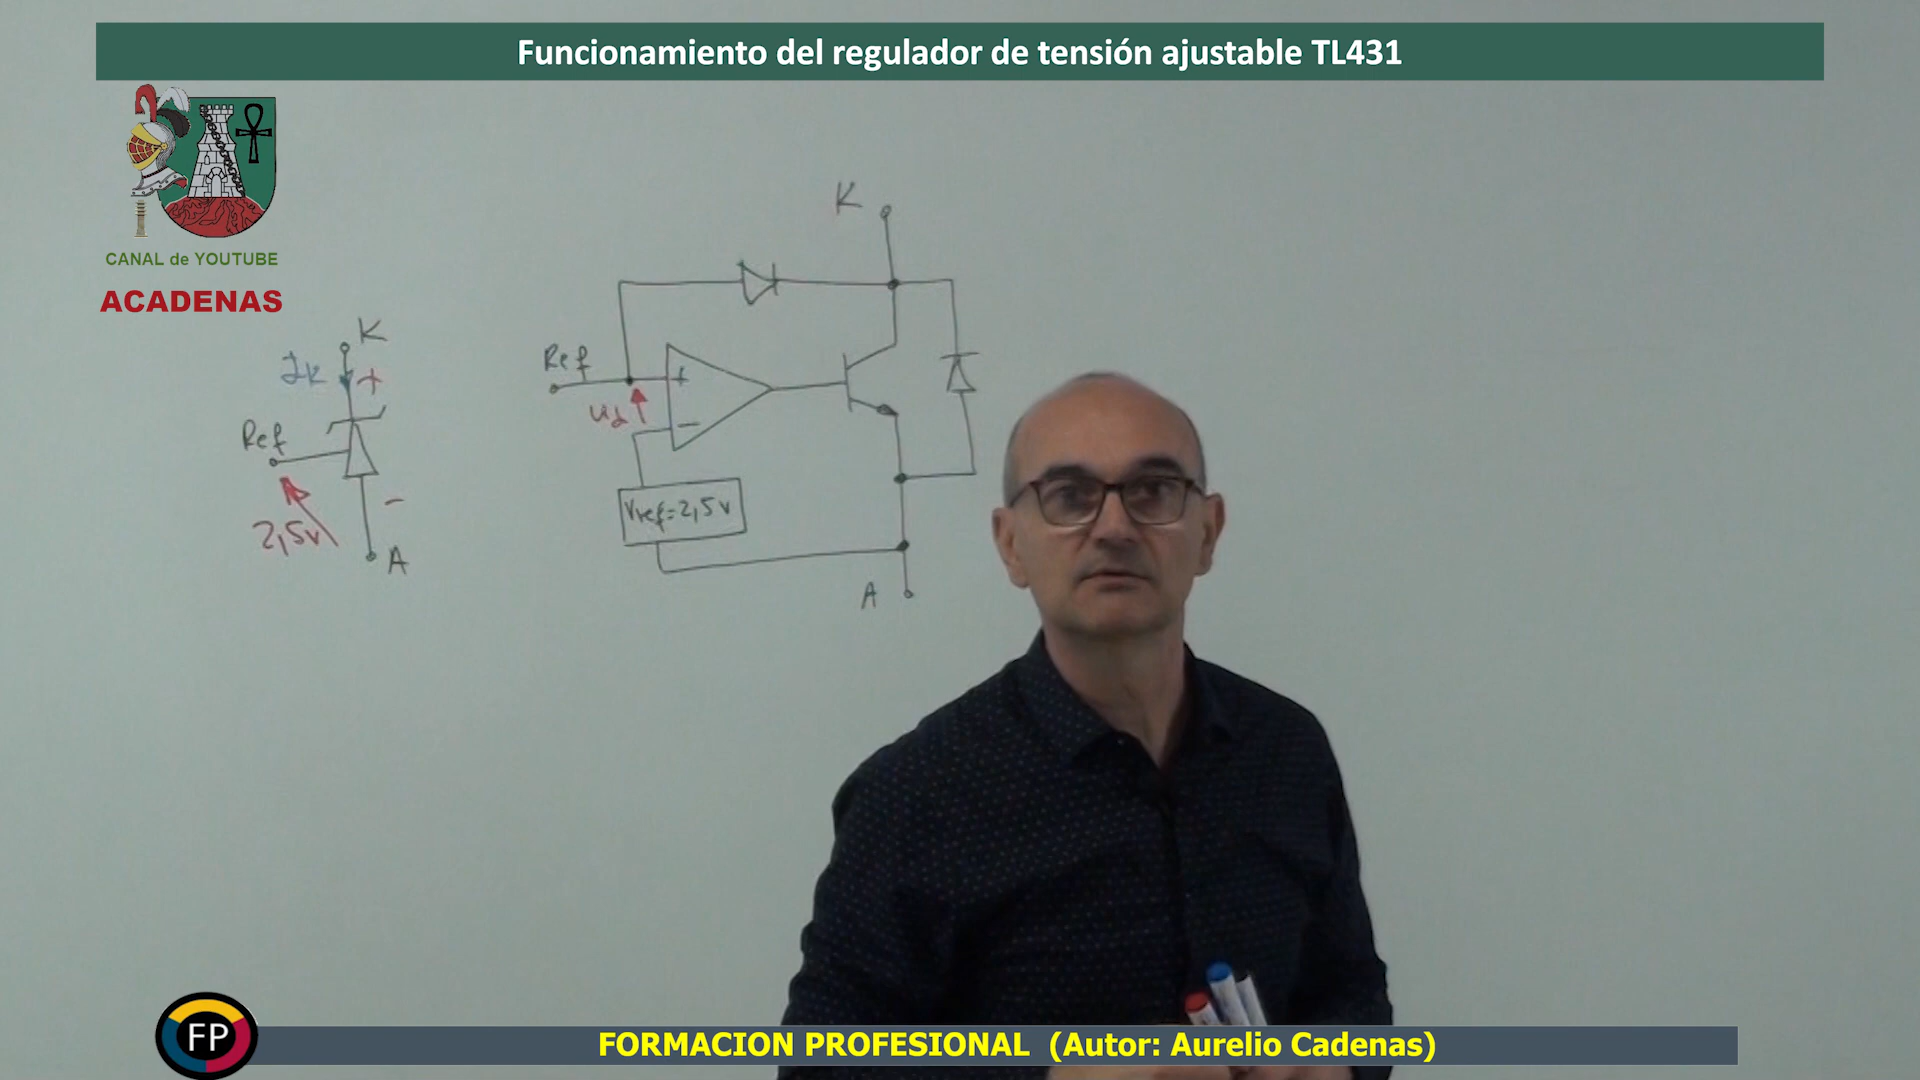 Funcionamiento del regulador de tensión ajustable TL431
CANAL de YOUTUBE
ACADENAS
K
IK
+
Ref
2,5v
-
A
K
Ref
+
ud
-
Vref=2,5v
A
FP
FORMACION PROFESIONAL (Autor: Aurelio Cadenas)